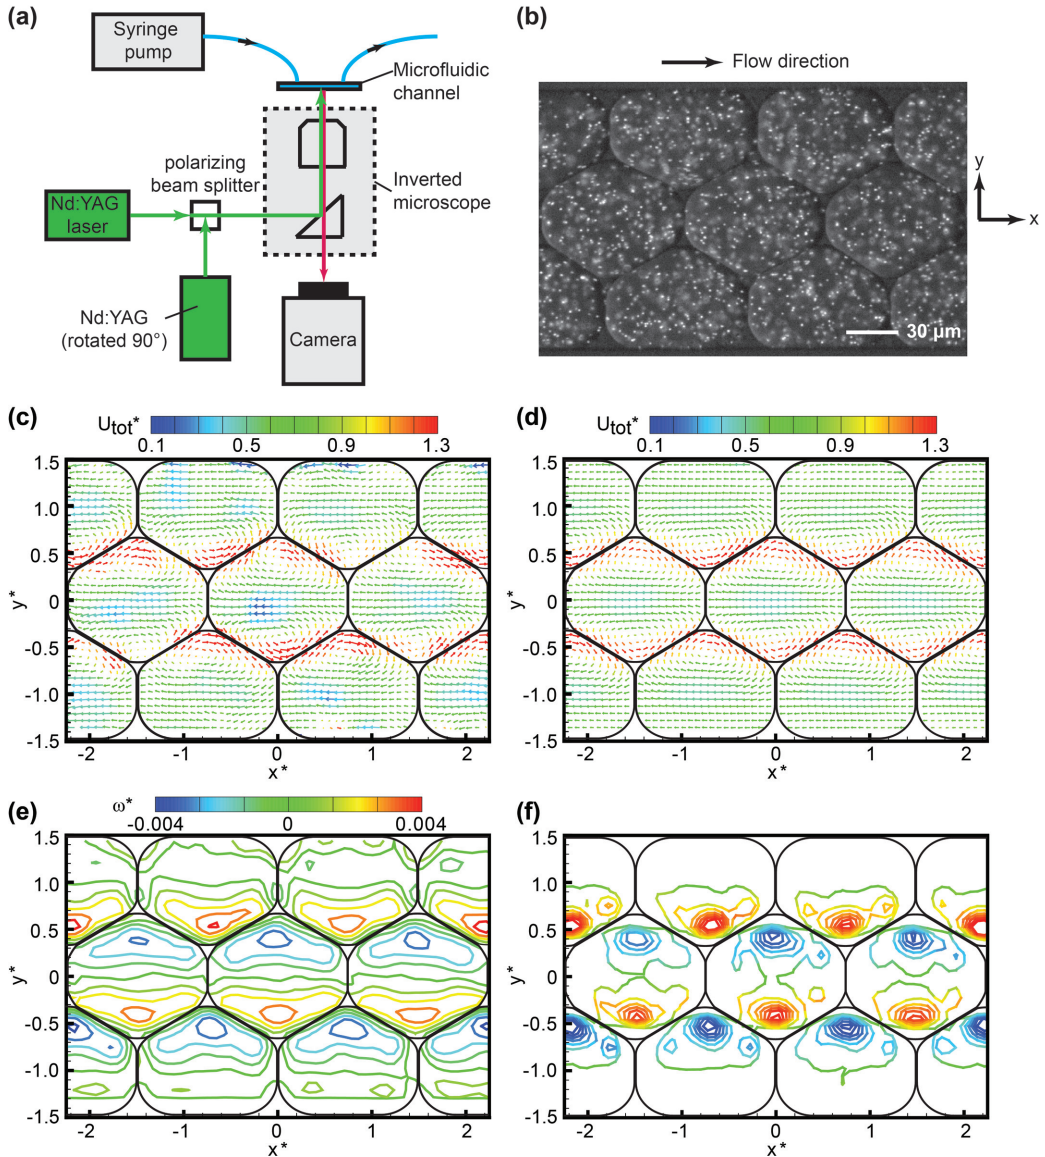 (a)
Syringe
pump
Microfluidic
channel
polarizing
beam splitter
Nd:YAG
laser
Inverted
microscope
Nd:YAG
(rotated 90°)
Camera
(b)
Flow direction
y
x
30 µm
(c)
Utot*
0.1 0.5 0.9 1.3
1.5
1.0
0.5
0
-0.5
-1.0
-1.5
y*
-2 -1 0 1 2
x*
(d)
Utot*
0.1 0.5 0.9 1.3
1.5
1.0
0.5
0
-0.5
-1.0
-1.5
y*
-2 -1 0 1 2
x*
(e)
ω*
-0.004 0 0.004
1.5
1.0
0.5
0
-0.5
-1.0
-1.5
y*
-2 -1 0 1 2
x*
(f)
1.5
1.0
0.5
0
-0.5
-1.0
-1.5
y*
-2 -1 0 1 2
x*